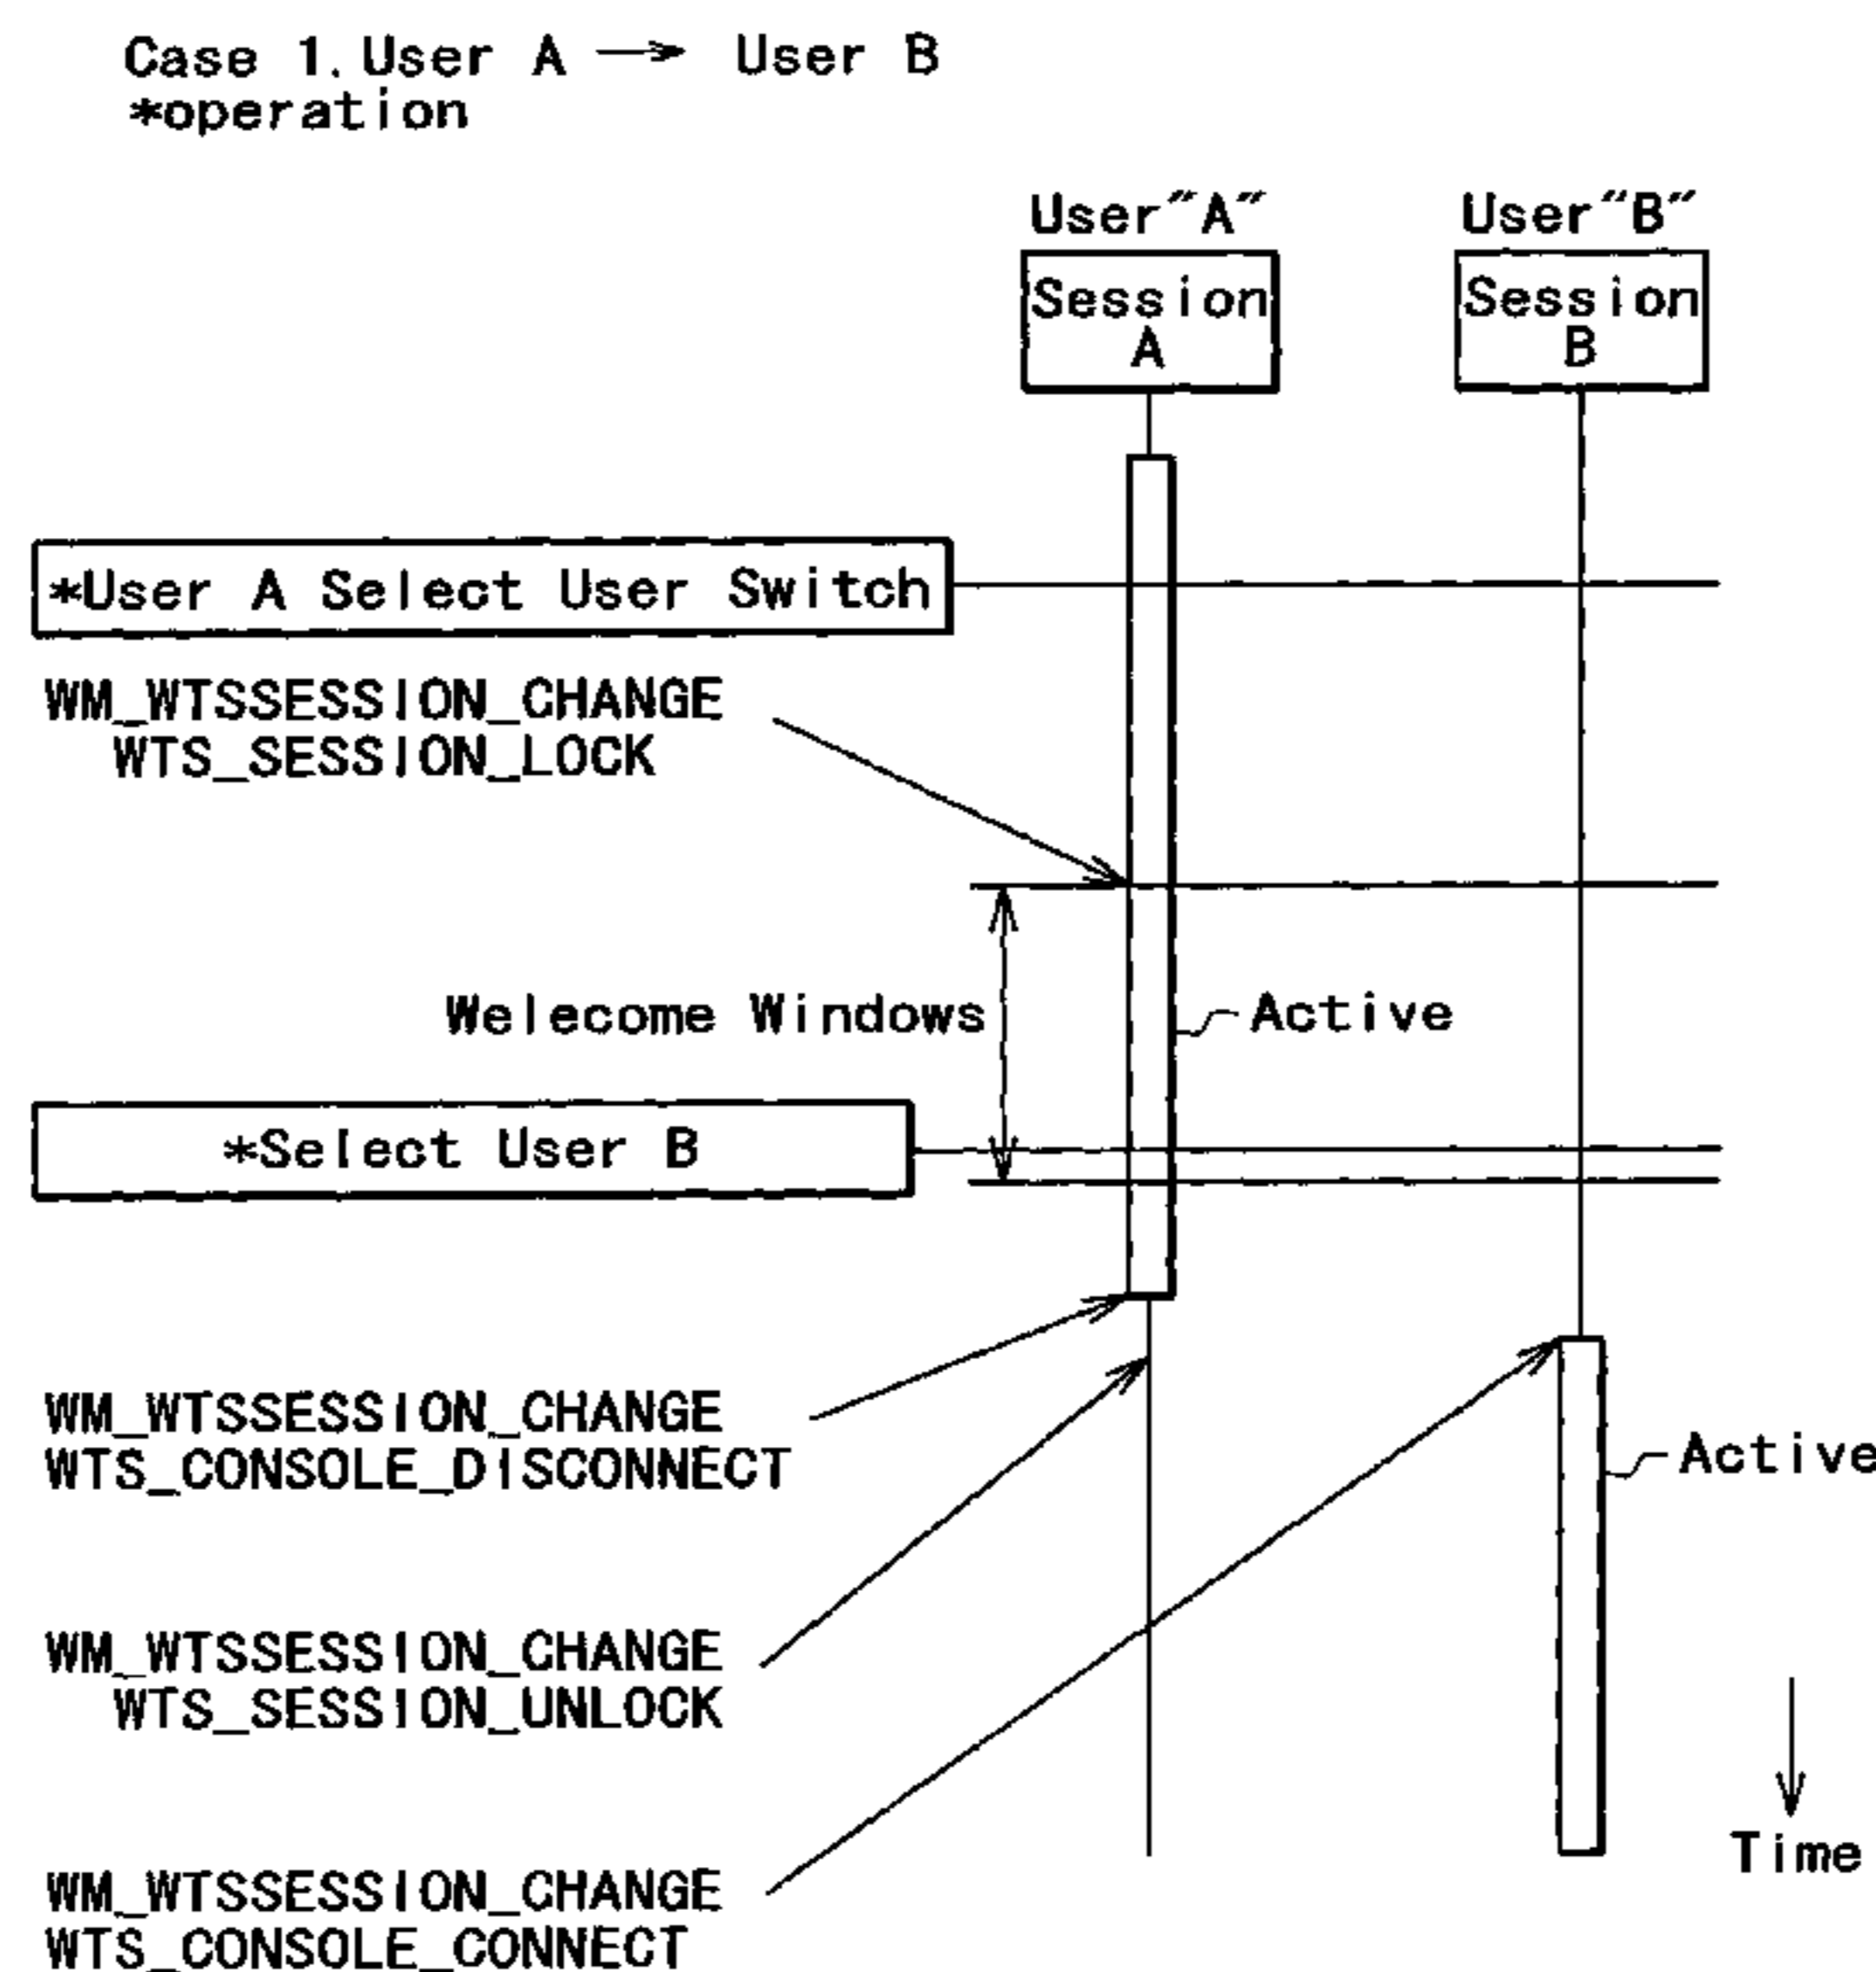 Case 1. User A → User B
*operation
User"A"
User"B"
Session
A
Session
B
*User A Select User Switch
WM_WTSSESSION_CHANGE
WTS_SESSION_LOCK
Welecome Windows
Active
*Select User B
WM_WTSSESSION_CHANGE
WTS_CONSOLE_DISCONNECT
Active
WM_WTSSESSION_CHANGE
WTS_SESSION_UNLOCK
Time
WM_WTSSESSION_CHANGE
WTS_CONSOLE_CONNECT